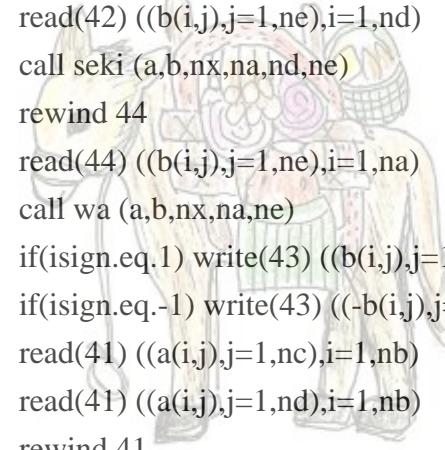 read(42) ((b(i,j),j=1,ne),i=1,nd)
call seki (a,b,nx,na,nd,ne)
rewind 44
read(44) ((b(i,j),j=1,ne),i=1,na)
call wa (a,b,nx,na,ne)
if(isign.eq.1) write(43) ((b(i,j),j=1
if(isign.eq.-1) write(43) ((-b(i,j),j=
read(41) ((a(i,j),j=1,nc),i=1,nb)
read(41) ((a(i,j),j=1,nd),i=1,nb)
rewind 41